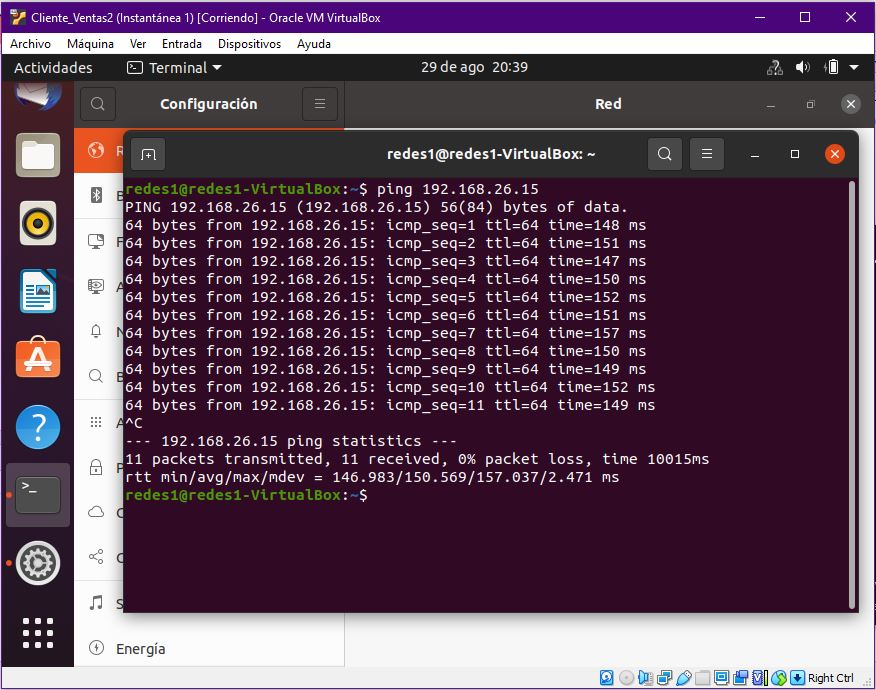 Cliente_Ventas2 (Instantánea 1) [Corriendo] - Oracle VM VirtualBox
Archivo Máquina Ver Entrada Dispositivos Ayuda
Actividades Terminal 29 de ago 20:39
Configuración Red
redes1@redes1-VirtualBox: ~
redes1@redes1-VirtualBox:~$ ping 192.168.26.15
PING 192.168.26.15 (192.168.26.15) 56(84) bytes of data.
64 bytes from 192.168.26.15: icmp_seq=1 ttl=64 time=148 ms
64 bytes from 192.168.26.15: icmp_seq=2 ttl=64 time=151 ms
64 bytes from 192.168.26.15: icmp_seq=3 ttl=64 time=147 ms
64 bytes from 192.168.26.15: icmp_seq=4 ttl=64 time=150 ms
64 bytes from 192.168.26.15: icmp_seq=5 ttl=64 time=152 ms
64 bytes from 192.168.26.15: icmp_seq=6 ttl=64 time=151 ms
64 bytes from 192.168.26.15: icmp_seq=7 ttl=64 time=157 ms
64 bytes from 192.168.26.15: icmp_seq=8 ttl=64 time=150 ms
64 bytes from 192.168.26.15: icmp_seq=9 ttl=64 time=149 ms
64 bytes from 192.168.26.15: icmp_seq=10 ttl=64 time=152 ms
64 bytes from 192.168.26.15: icmp_seq=11 ttl=64 time=149 ms
^C
--- 192.168.26.15 ping statistics ---
11 packets transmitted, 11 received, 0% packet loss, time 10015ms
rtt min/avg/max/mdev = 146.983/150.569/157.037/2.471 ms
redes1@redes1-VirtualBox:~$
Energía
Right Ctrl